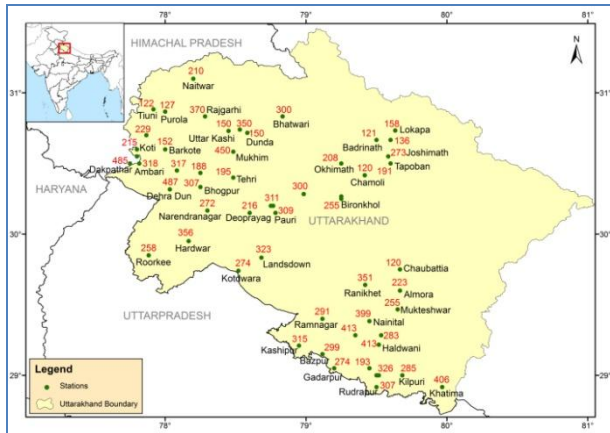 78°
79°
80°
81°
HIMACHAL PRADESH
N
210
Naitwar
31°
31°
122
127
370
Rajgarhi
300
Tiuni
Purola
Bhatwari
158
229
150
350
Lokapa
215
Koti
Uttar Kashi
150
121
136
Dunda
Badrinath
152
450
273
Joshimath
485
318
Barkote
Mukhim
208
Dakpathar
Ambari
317
188
195
Tehri
Okhimath
120
191
Tapoban
HARYANA
487
307
Bhogpur
Chamoli
300
Dehra Dun
272
311
255
Bironkhol
Narendranagar
216
309
Deoprayag
Pauri
UTTARAKHAND
30°
30°
356
258
Hardwar
323
Roorkee
274
Landsdown
120
Chaubattia
Kotdwara
351
223
Ranikhet
Almora
255
UTTARPRADESH
291
399
Mukteshwar
Ramnagar
Nainital
413
283
315
413
Haldwani
Kashipur
299
Bazpur
274
193
326
285
29°
29°
Gadarpur
Kilpuri
406
Rudrapur
307
Khatima
Legend
Stations
Uttarakhand Boundary
78°
79°
80°
81°